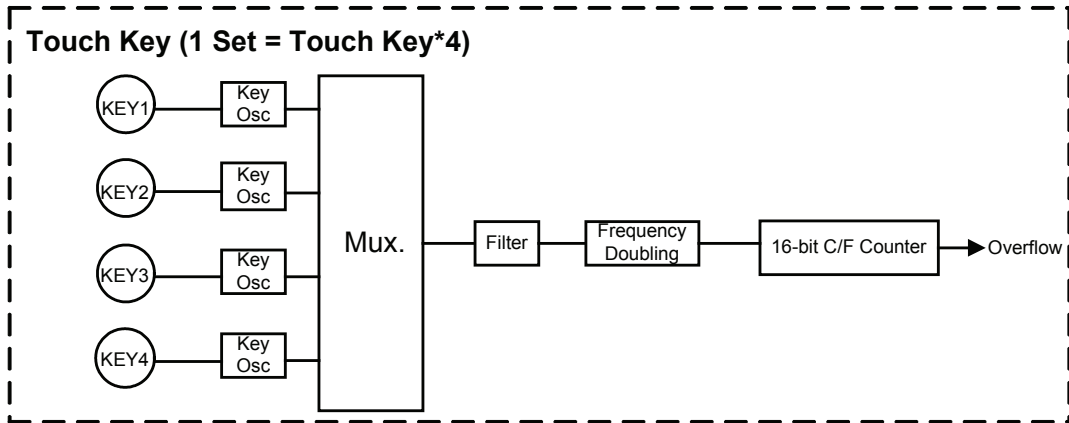 Touch Key (1 Set = Touch Key*4)
KEY1
Key
Osc
KEY2
Key
Osc
KEY3
Key
Osc
KEY4
Key
Osc
Mux.
Filter
Frequency
Doubling
16-bit C/F Counter
Overflow